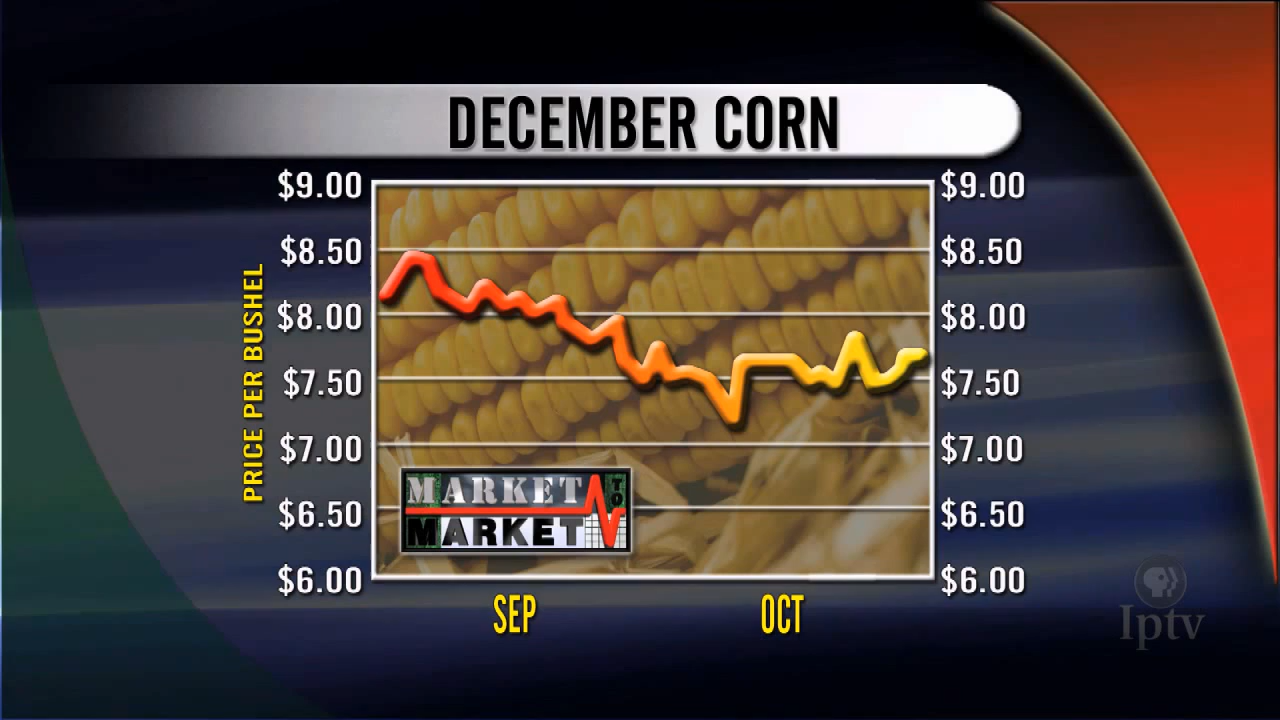 DECEMBER CORN
$9.00 $9.00
$8.50 $8.50
$8.00 $8.00
$7.50 $7.50
$7.00 $7.00
$6.50 $6.50
$6.00 $6.00
PRICE PER BUSHEL
MARKET TO
MARKET
SEP OCT
Iptv